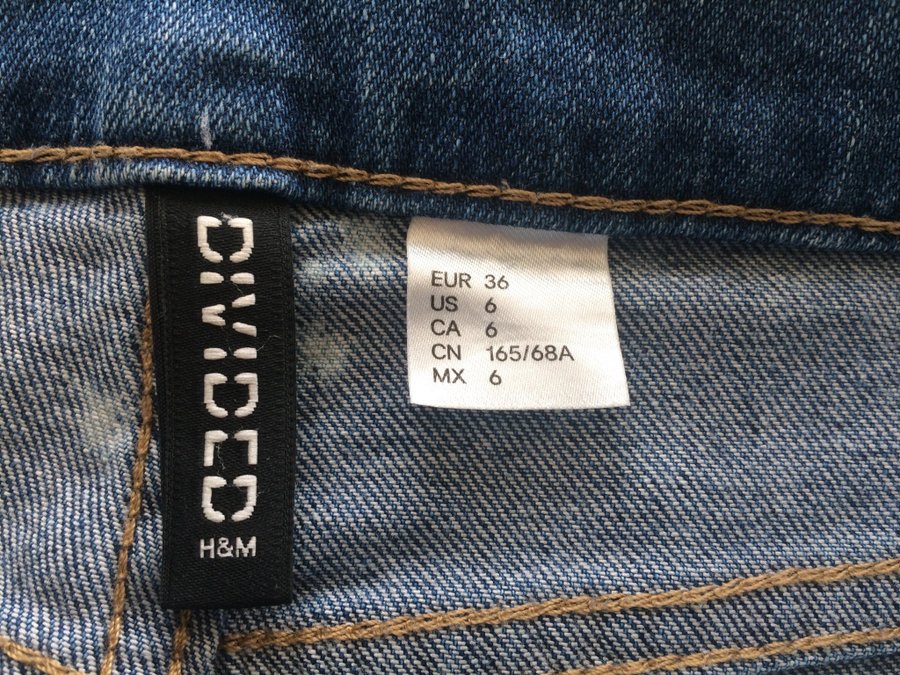 DIVIDED
H&M
EUR 36
US 6
CA 6
CN 165/68A
MX 6